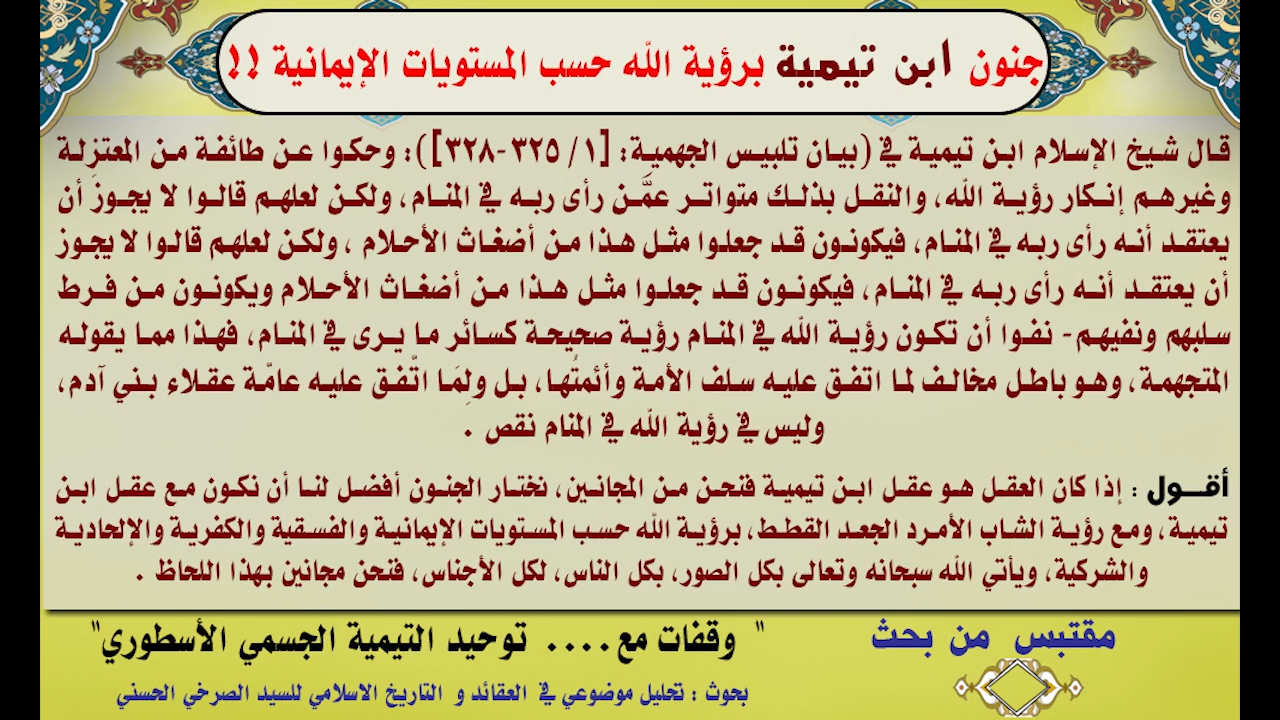 جنون ابن تيمية برؤية الله حسب المستويات الإيمانية !!
قال شيخ الإسلام ابن تيمية في (بيان تلبيس الجهمية: [١/ ٣٢٥-٣٢٨]): وحكوا عن طائفة من المعتزلة
وغيرهم إنكار رؤية الله، والنقل بذلك متواتر عمَّن رأى ربه في المنام، ولكن لعلهم قالوا لا يجوز أن
يعتقد أنه رأى ربه في المنام، فيكونون قد جعلوا مثل هذا من أضغاث الأحلام ، ولكن لعلهم قالوا لا يجوز
أن يعتقد أنه رأى ربه في المنام، فيكونون قد جعلوا مثل هذا من أضغاث الأحلام ويكونون من فرط
سلبهم ونفيهم- نفوا أن تكون رؤية الله في المنام رؤية صحيحة كسائر ما يرى في المنام، فهذا مما يقوله
المتجهمة، وهو باطل مخالف لما اتفق عليه سلف الأمة وأئمتُها، بل ولِمَا اتّفق عليه عامّة عقلاء بني آدم،
وليس في رؤية الله في المنام نقص .
أقول : إذا كان العقل هو عقل ابن تيمية فنحن من المجانين، نختار الجنون أفضل لنا أن نكون مع عقل ابن
تيمية، ومع رؤية الشاب الأمرد الجعد القطط، برؤية الله حسب المستويات الإيمانية والفسقية والكفرية والإلحادية
والشركية، ويأتي الله سبحانه وتعالى بكل الصور، بكل الناس، لكل الأجناس، فنحن مجانين بهذا اللحاظ .
مقتبس من بحث " وقفات مع.... توحيد التيمية الجسمي الأسطوري"
بحوث : تحليل موضوعي في العقائد و التاريخ الاسلامي للسيد الصرخي الحسني